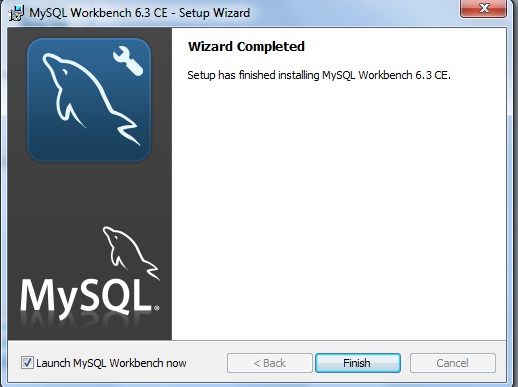 MySQL Workbench 6.3 CE - Setup Wizard
Wizard Completed
Setup has finished installing MySQL Workbench 6.3 CE.
MySQL®
Launch MySQL Workbench now
< Back
Finish
Cancel